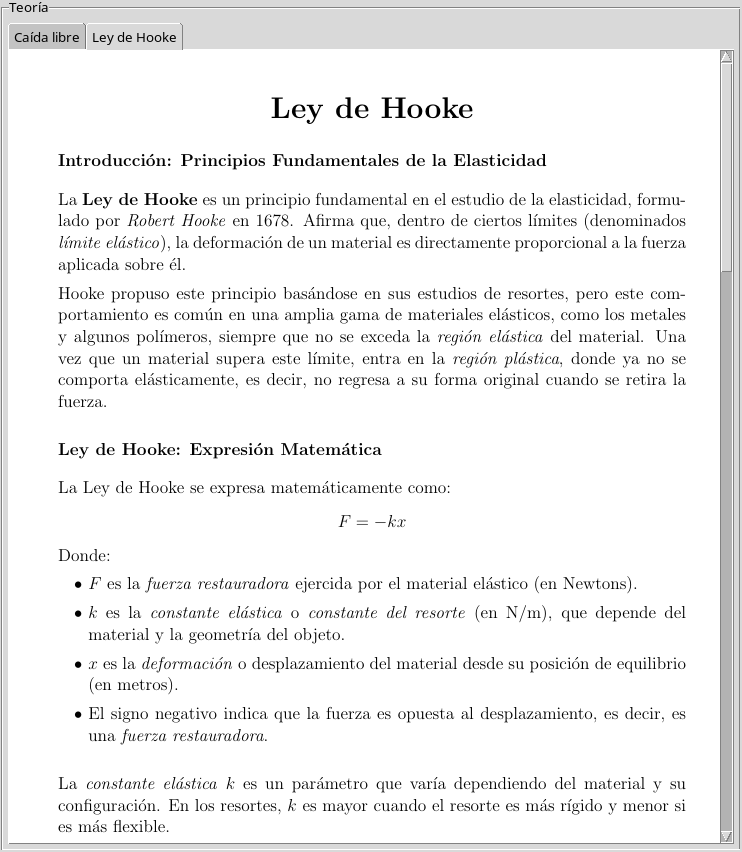 Teoría
Caída libre
Ley de Hooke
Ley de Hooke
Introducción: Principios Fundamentales de la Elasticidad
La Ley de Hooke es un principio fundamental en el estudio de la elasticidad, formu-
lado por Robert Hooke en 1678. Afirma que, dentro de ciertos límites (denominados
límite elástico), la deformación de un material es directamente proporcional a la fuerza
aplicada sobre él.
Hooke propuso este principio basándose en sus estudios de resortes, pero este com-
portamiento es común en una amplia gama de materiales elásticos, como los metales
y algunos polímeros, siempre que no se exceda la región elástica del material. Una
vez que un material supera este límite, entra en la región plástica, donde ya no se
comporta elásticamente, es decir, no regresa a su forma original cuando se retira la
fuerza.
Ley de Hooke: Expresión Matemática
La Ley de Hooke se expresa matemáticamente como:
F = −kx
Donde:
• F es la fuerza restauradora ejercida por el material elástico (en Newtons).
• k es la constante elástica o constante del resorte (en N/m), que depende del
material y la geometría del objeto.
• x es la deformación o desplazamiento del material desde su posición de equilibrio
(en metros).
• El signo negativo indica que la fuerza es opuesta al desplazamiento, es decir, es
una fuerza restauradora.
La constante elástica k es un parámetro que varía dependiendo del material y su
configuración. En los resortes, k es mayor cuando el resorte es más rígido y menor si
es más flexible.